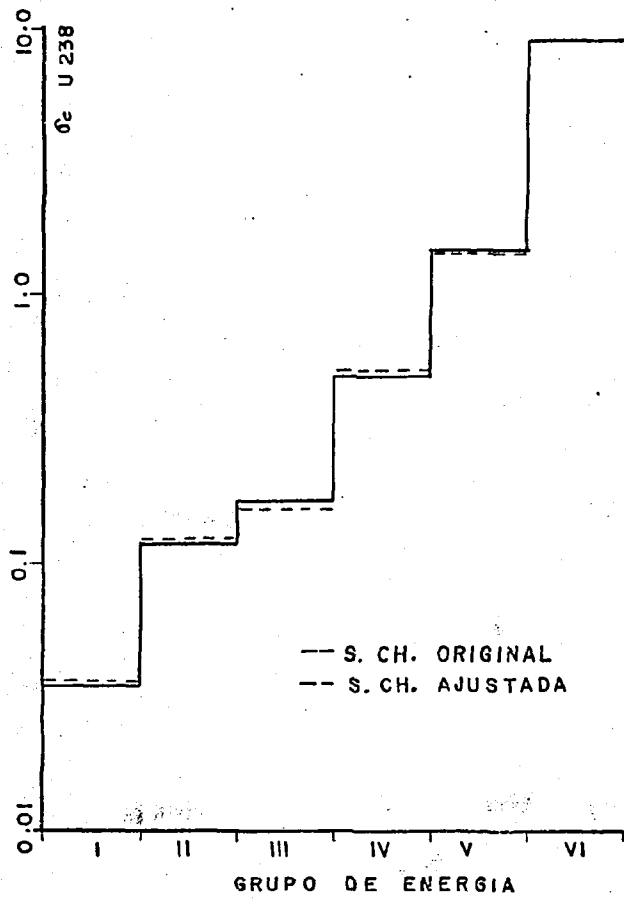 10.0
σc U 238
1.0
0.1
0.01
— S. CH. ORIGINAL
-- S. CH. AJUSTADA
I II III IV V VI
GRUPO DE ENERGIA